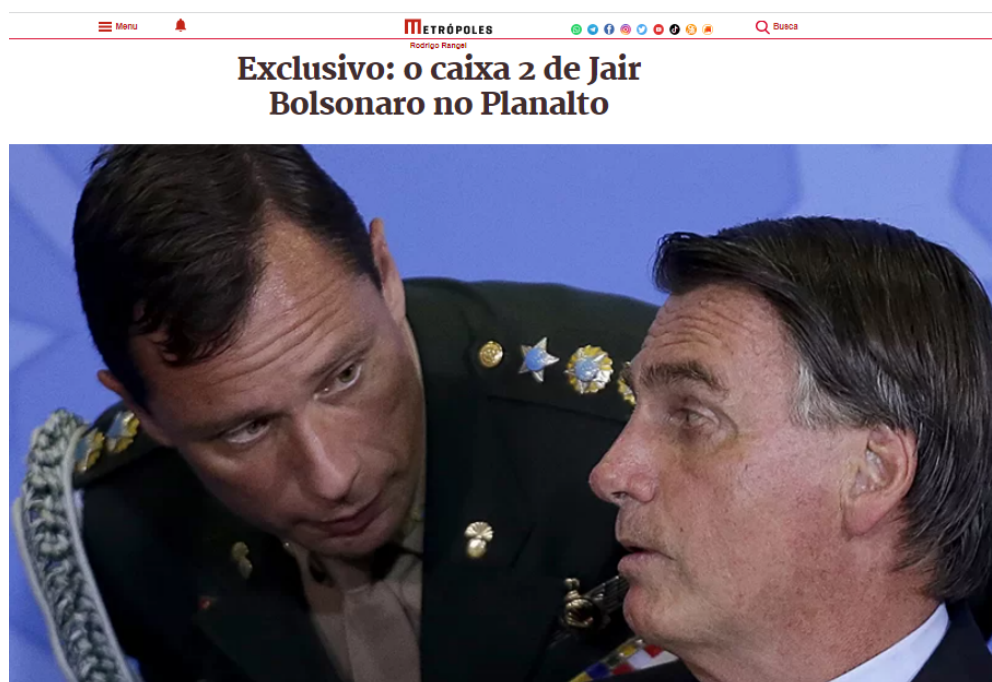 Menu
METRÓPOLES
Busca
Rodrigo Rangel
Exclusivo: o caixa 2 de Jair
Bolsonaro no Planalto